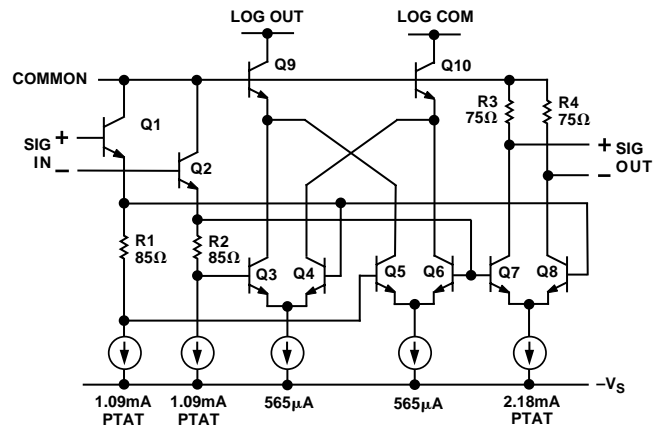 LOG OUT
LOG COM
Q9
Q10
COMMON
R3
75Ω
R4
75Ω
Q1
+
SIG
IN
–
Q2
+
SIG
OUT
–
R1
85Ω
R2
85Ω
Q3
Q4
Q5
Q6
Q7
Q8
–VS
1.09mA
PTAT
1.09mA
PTAT
565μA
565μA
2.18mA
PTAT